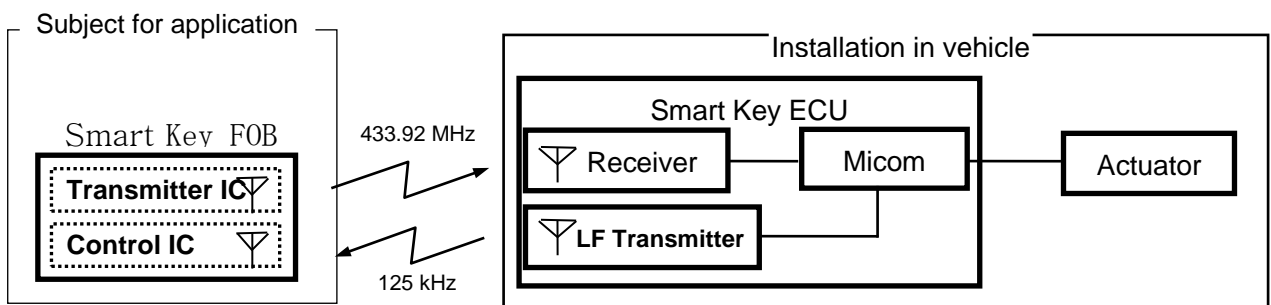 Subject for application
Installation in vehicle
Smart Key ECU
Smart Key FOB
433.92 MHz
Receiver
Micom
Actuator
Transmitter IC
Control IC
LF Transmitter
125 kHz